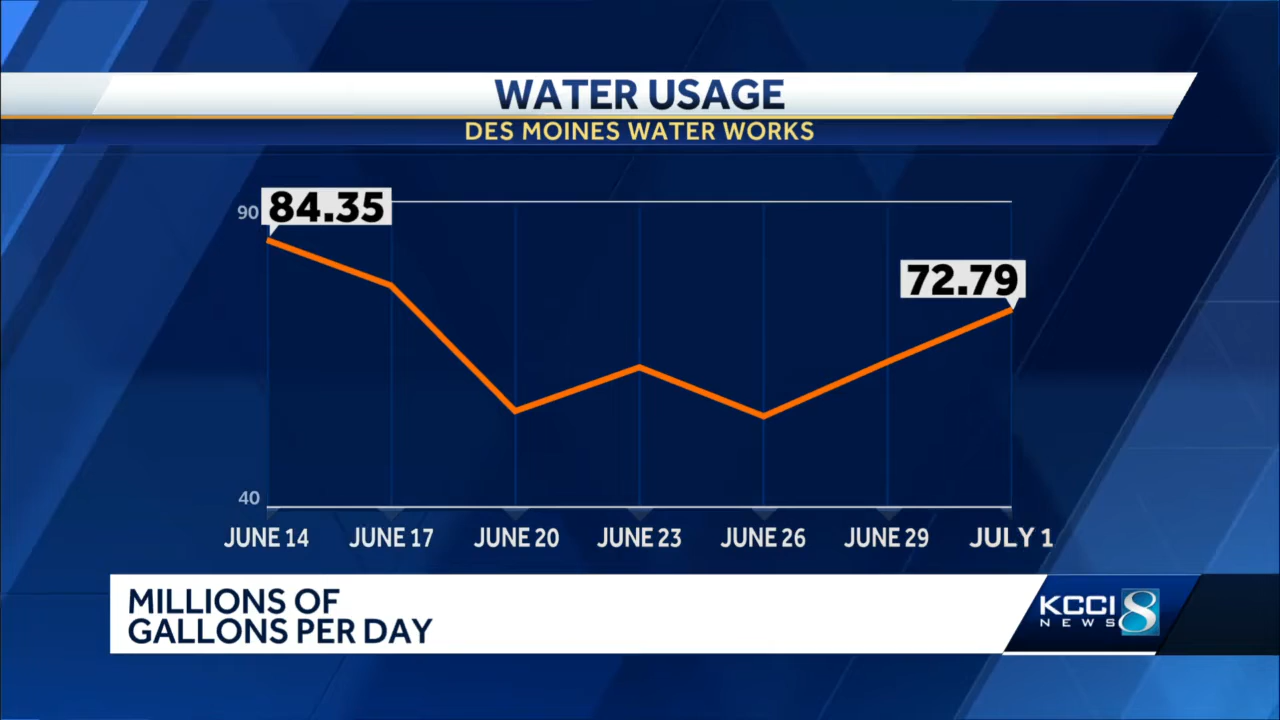 WATER USAGE
DES MOINES WATER WORKS
90
84.35
72.79
40
JUNE 14 JUNE 17 JUNE 20 JUNE 23 JUNE 26 JUNE 29 JULY 1
MILLIONS OF
GALLONS PER DAY
KCCI 8
NEWS